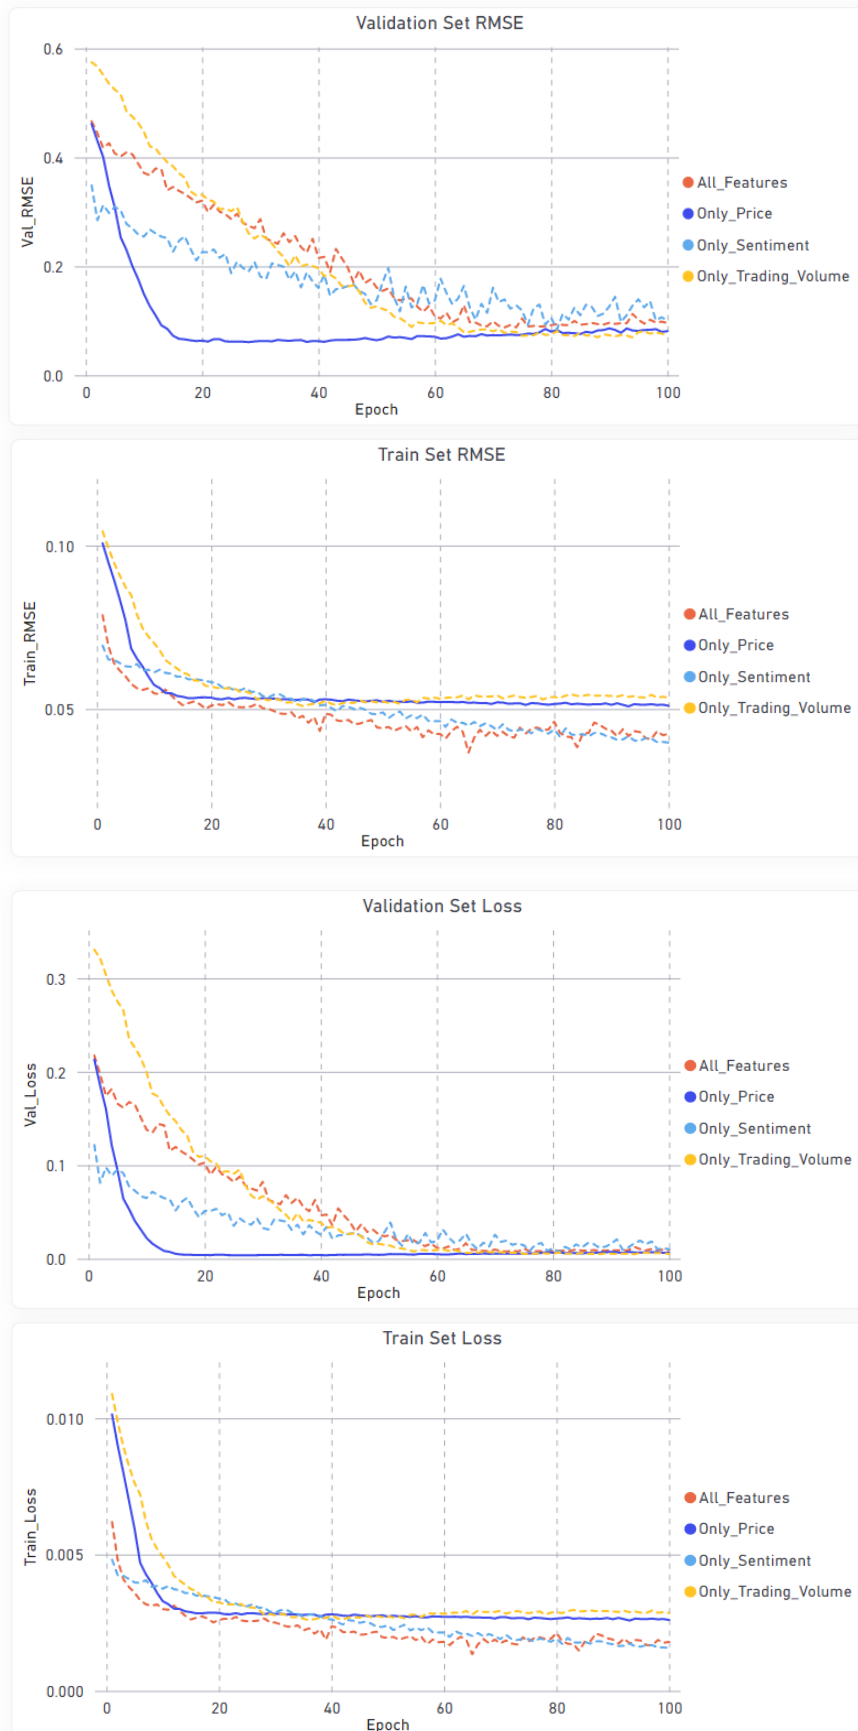 Validation Set RMSE
0.6
0.4
0.2
0.0
Val_RMSE
0 20 40 60 80 100
Epoch
All_Features
Only_Price
Only_Sentiment
Only_Trading_Volume
Train Set RMSE
0.10
0.05
Train_RMSE
0 20 40 60 80 100
Epoch
All_Features
Only_Price
Only_Sentiment
Only_Trading_Volume
Validation Set Loss
0.3
0.2
0.1
0.0
Val_Loss
0 20 40 60 80 100
Epoch
All_Features
Only_Price
Only_Sentiment
Only_Trading_Volume
Train Set Loss
0.010
0.005
0.000
Train_Loss
0 20 40 60 80 100
Epoch
All_Features
Only_Price
Only_Sentiment
Only_Trading_Volume